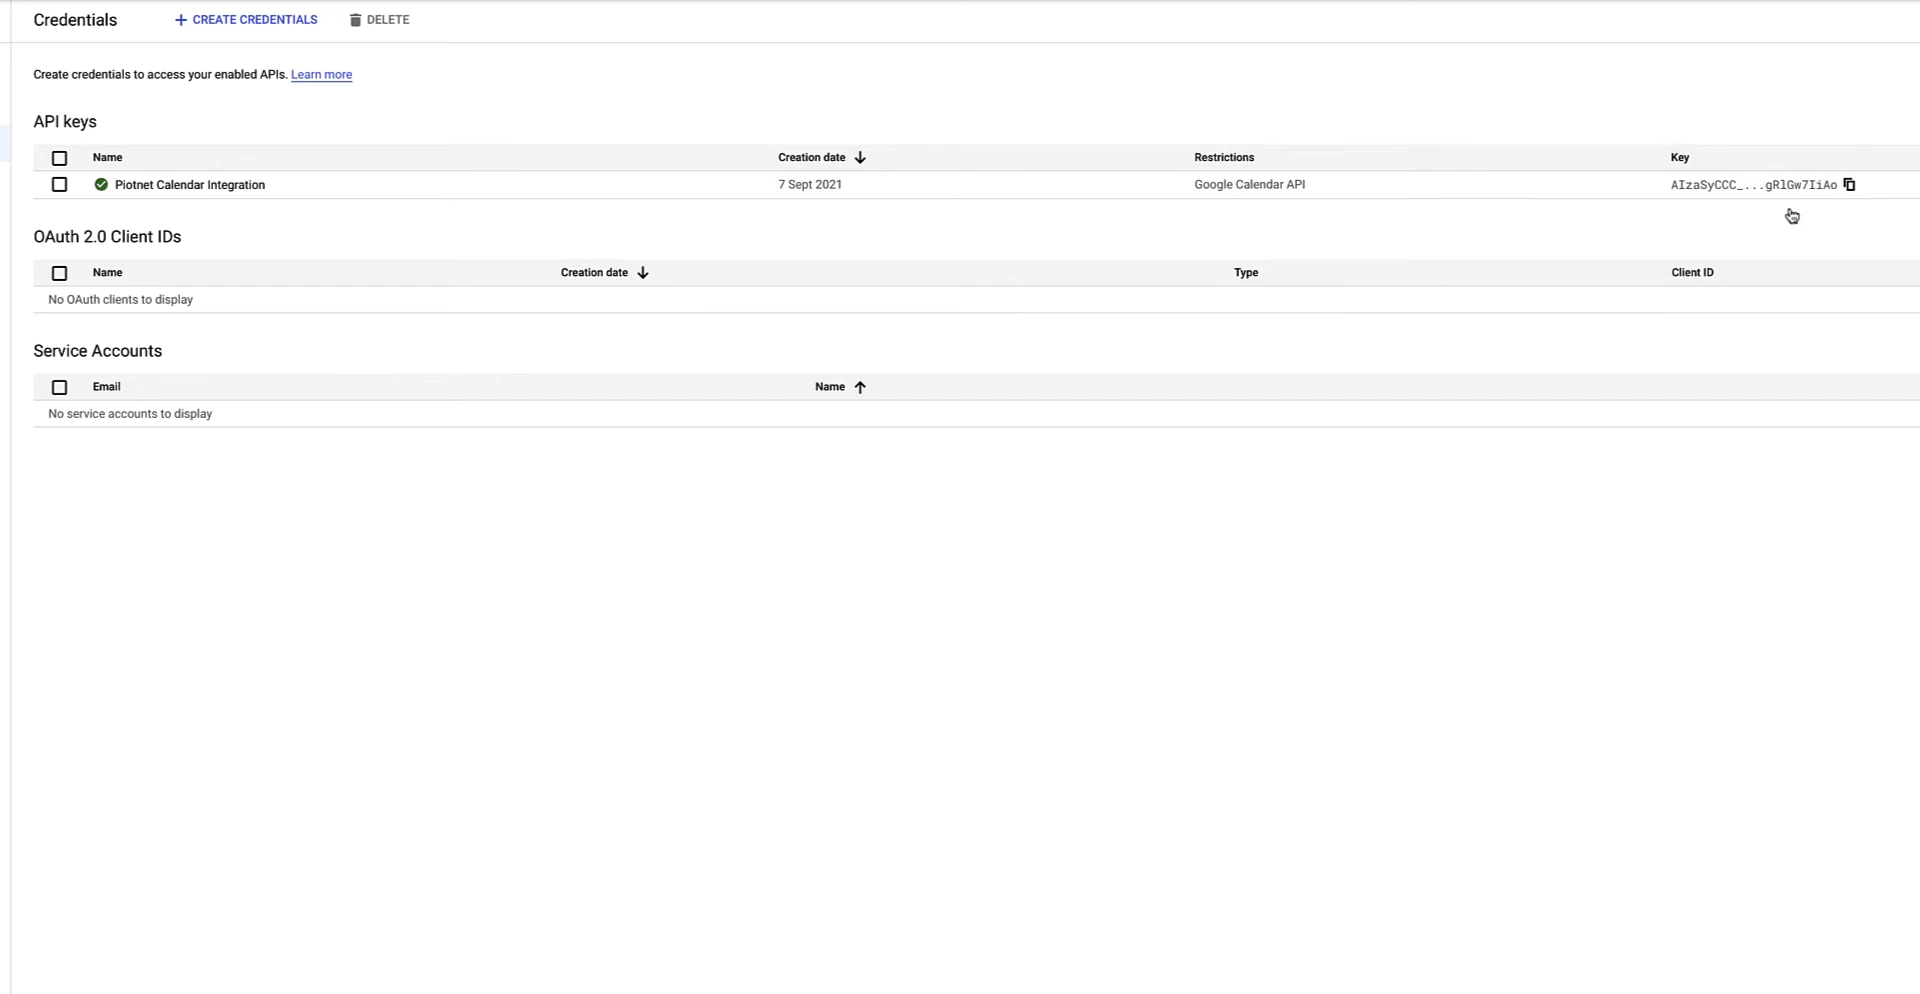 Credentials + CREATE CREDENTIALS DELETE
Create credentials to access your enabled APIs. Learn more
API keys
Name Creation date Restrictions Key
Piotnet Calendar Integration 7 Sept 2021 Google Calendar API AIzaSyCCC_...gRlGw7IiAo
OAuth 2.0 Client IDs
Name Creation date Type Client ID
No OAuth clients to display
Service Accounts
Email Name
No service accounts to display